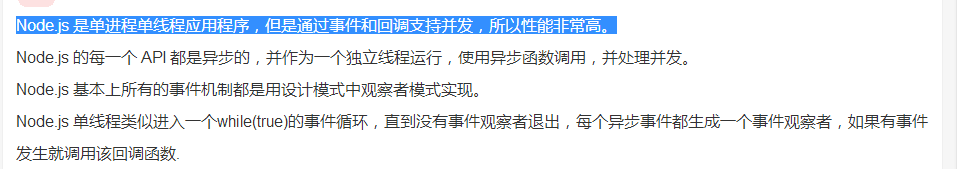 Node.js 是单进程单线程应用程序，但是通过事件和回调支持并发，所以性能非常高。
Node.js 的每一个 API 都是异步的，并作为一个独立线程运行，使用异步函数调用，并处理并发。
Node.js 基本上所有的事件机制都是用设计模式中观察者模式实现。
Node.js 单线程类似进入一个while(true)的事件循环，直到没有事件观察者退出，每个异步事件都生成一个事件观察者，如果有事件
发生就调用该回调函数.